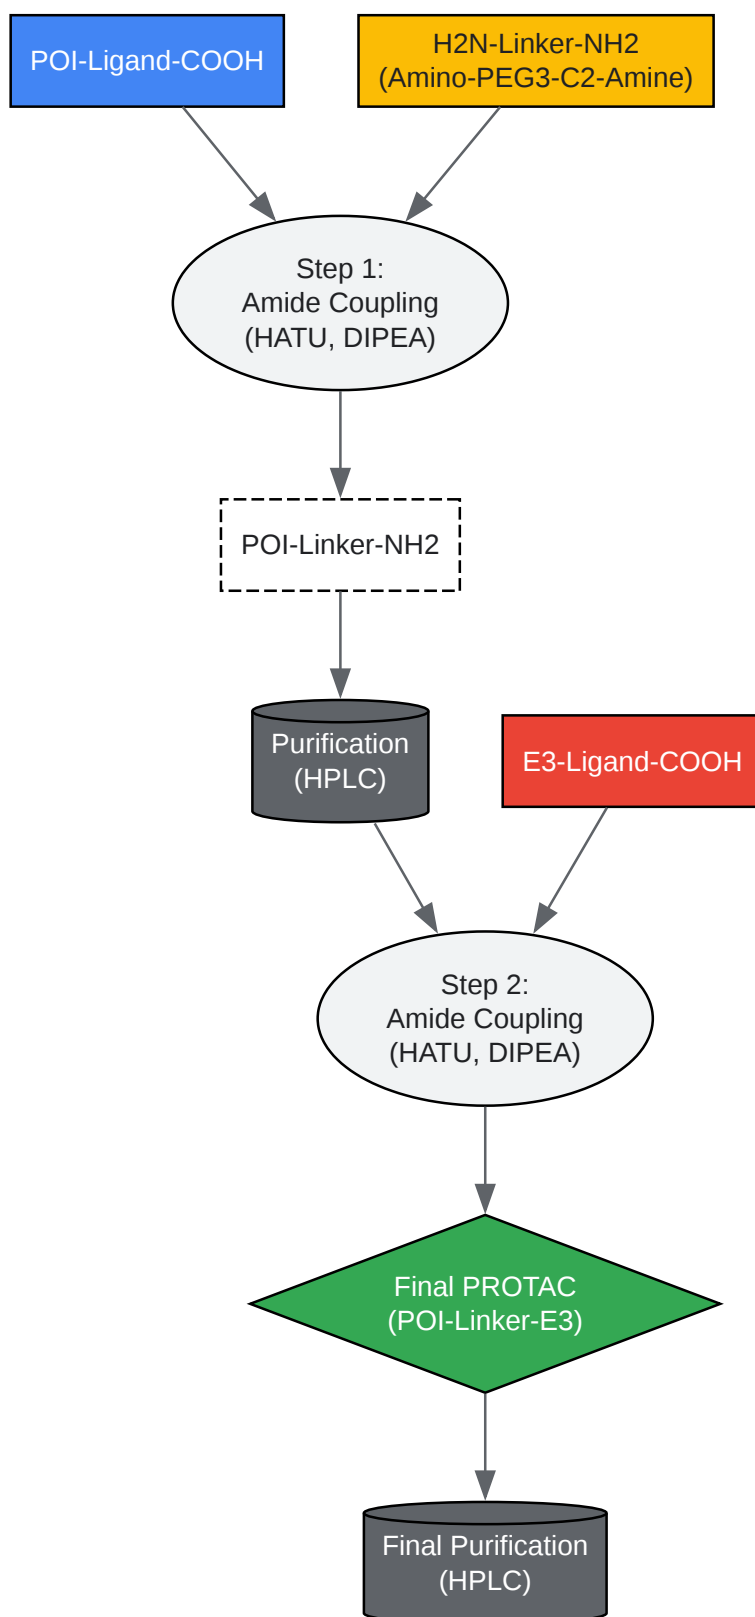 POI-Ligand-COOH
H2N-Linker-NH2
(Amino-PEG3-C2-Amine)
Step 1:
Amide Coupling
(HATU, DIPEA)
POI-Linker-NH2
Purification
(HPLC)
E3-Ligand-COOH
Step 2:
Amide Coupling
(HATU, DIPEA)
Final PROTAC
(POI-Linker-E3)
Final Purification
(HPLC)